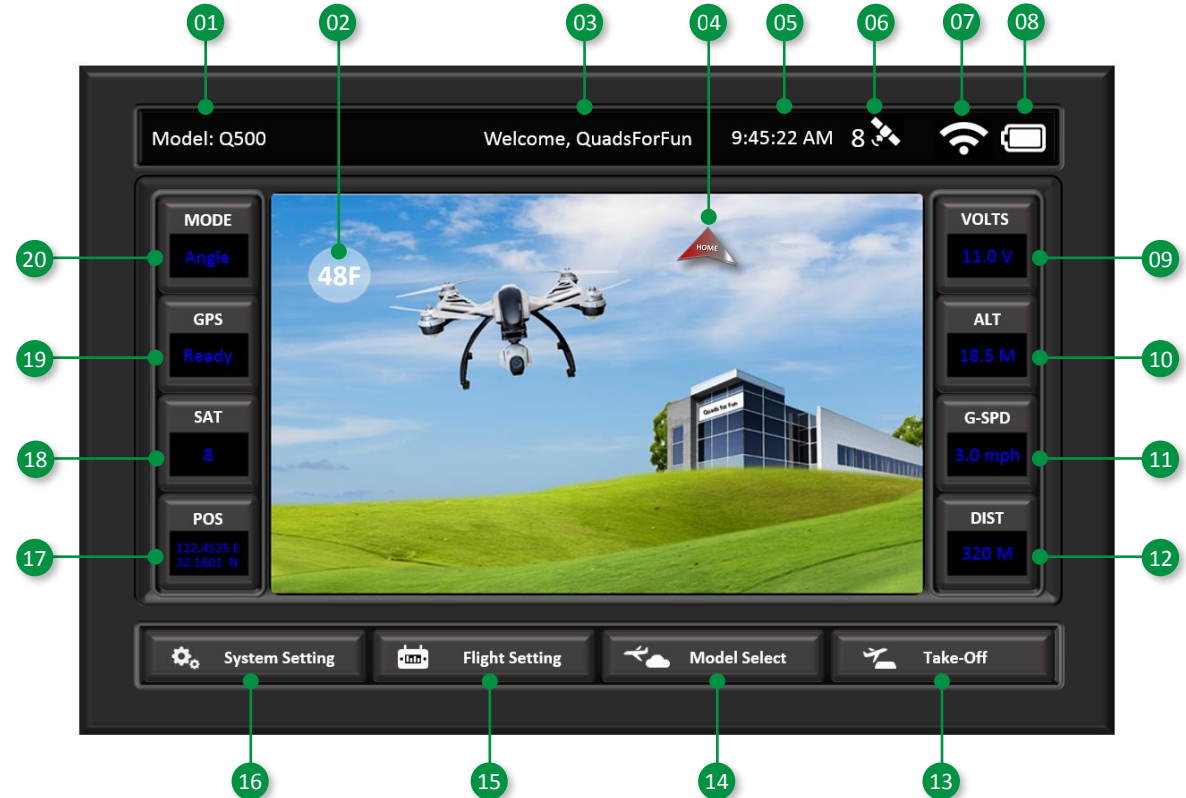 01
02
03
04
05
06
07
08
Model: Q500
Welcome, QuadsForFun
9:45:22 AM
8
MODE
Angle
20
48F
HOME
VOLTS
11.0 V
09
GPS
Ready
19
ALT
18.5 M
10
Quads for Fun
SAT
8
18
G-SPD
3.0 mph
11
POS
122.4525 E
32.1601 N
17
DIST
320 M
12
System Setting
Flight Setting
Model Select
Take-Off
16
15
14
13